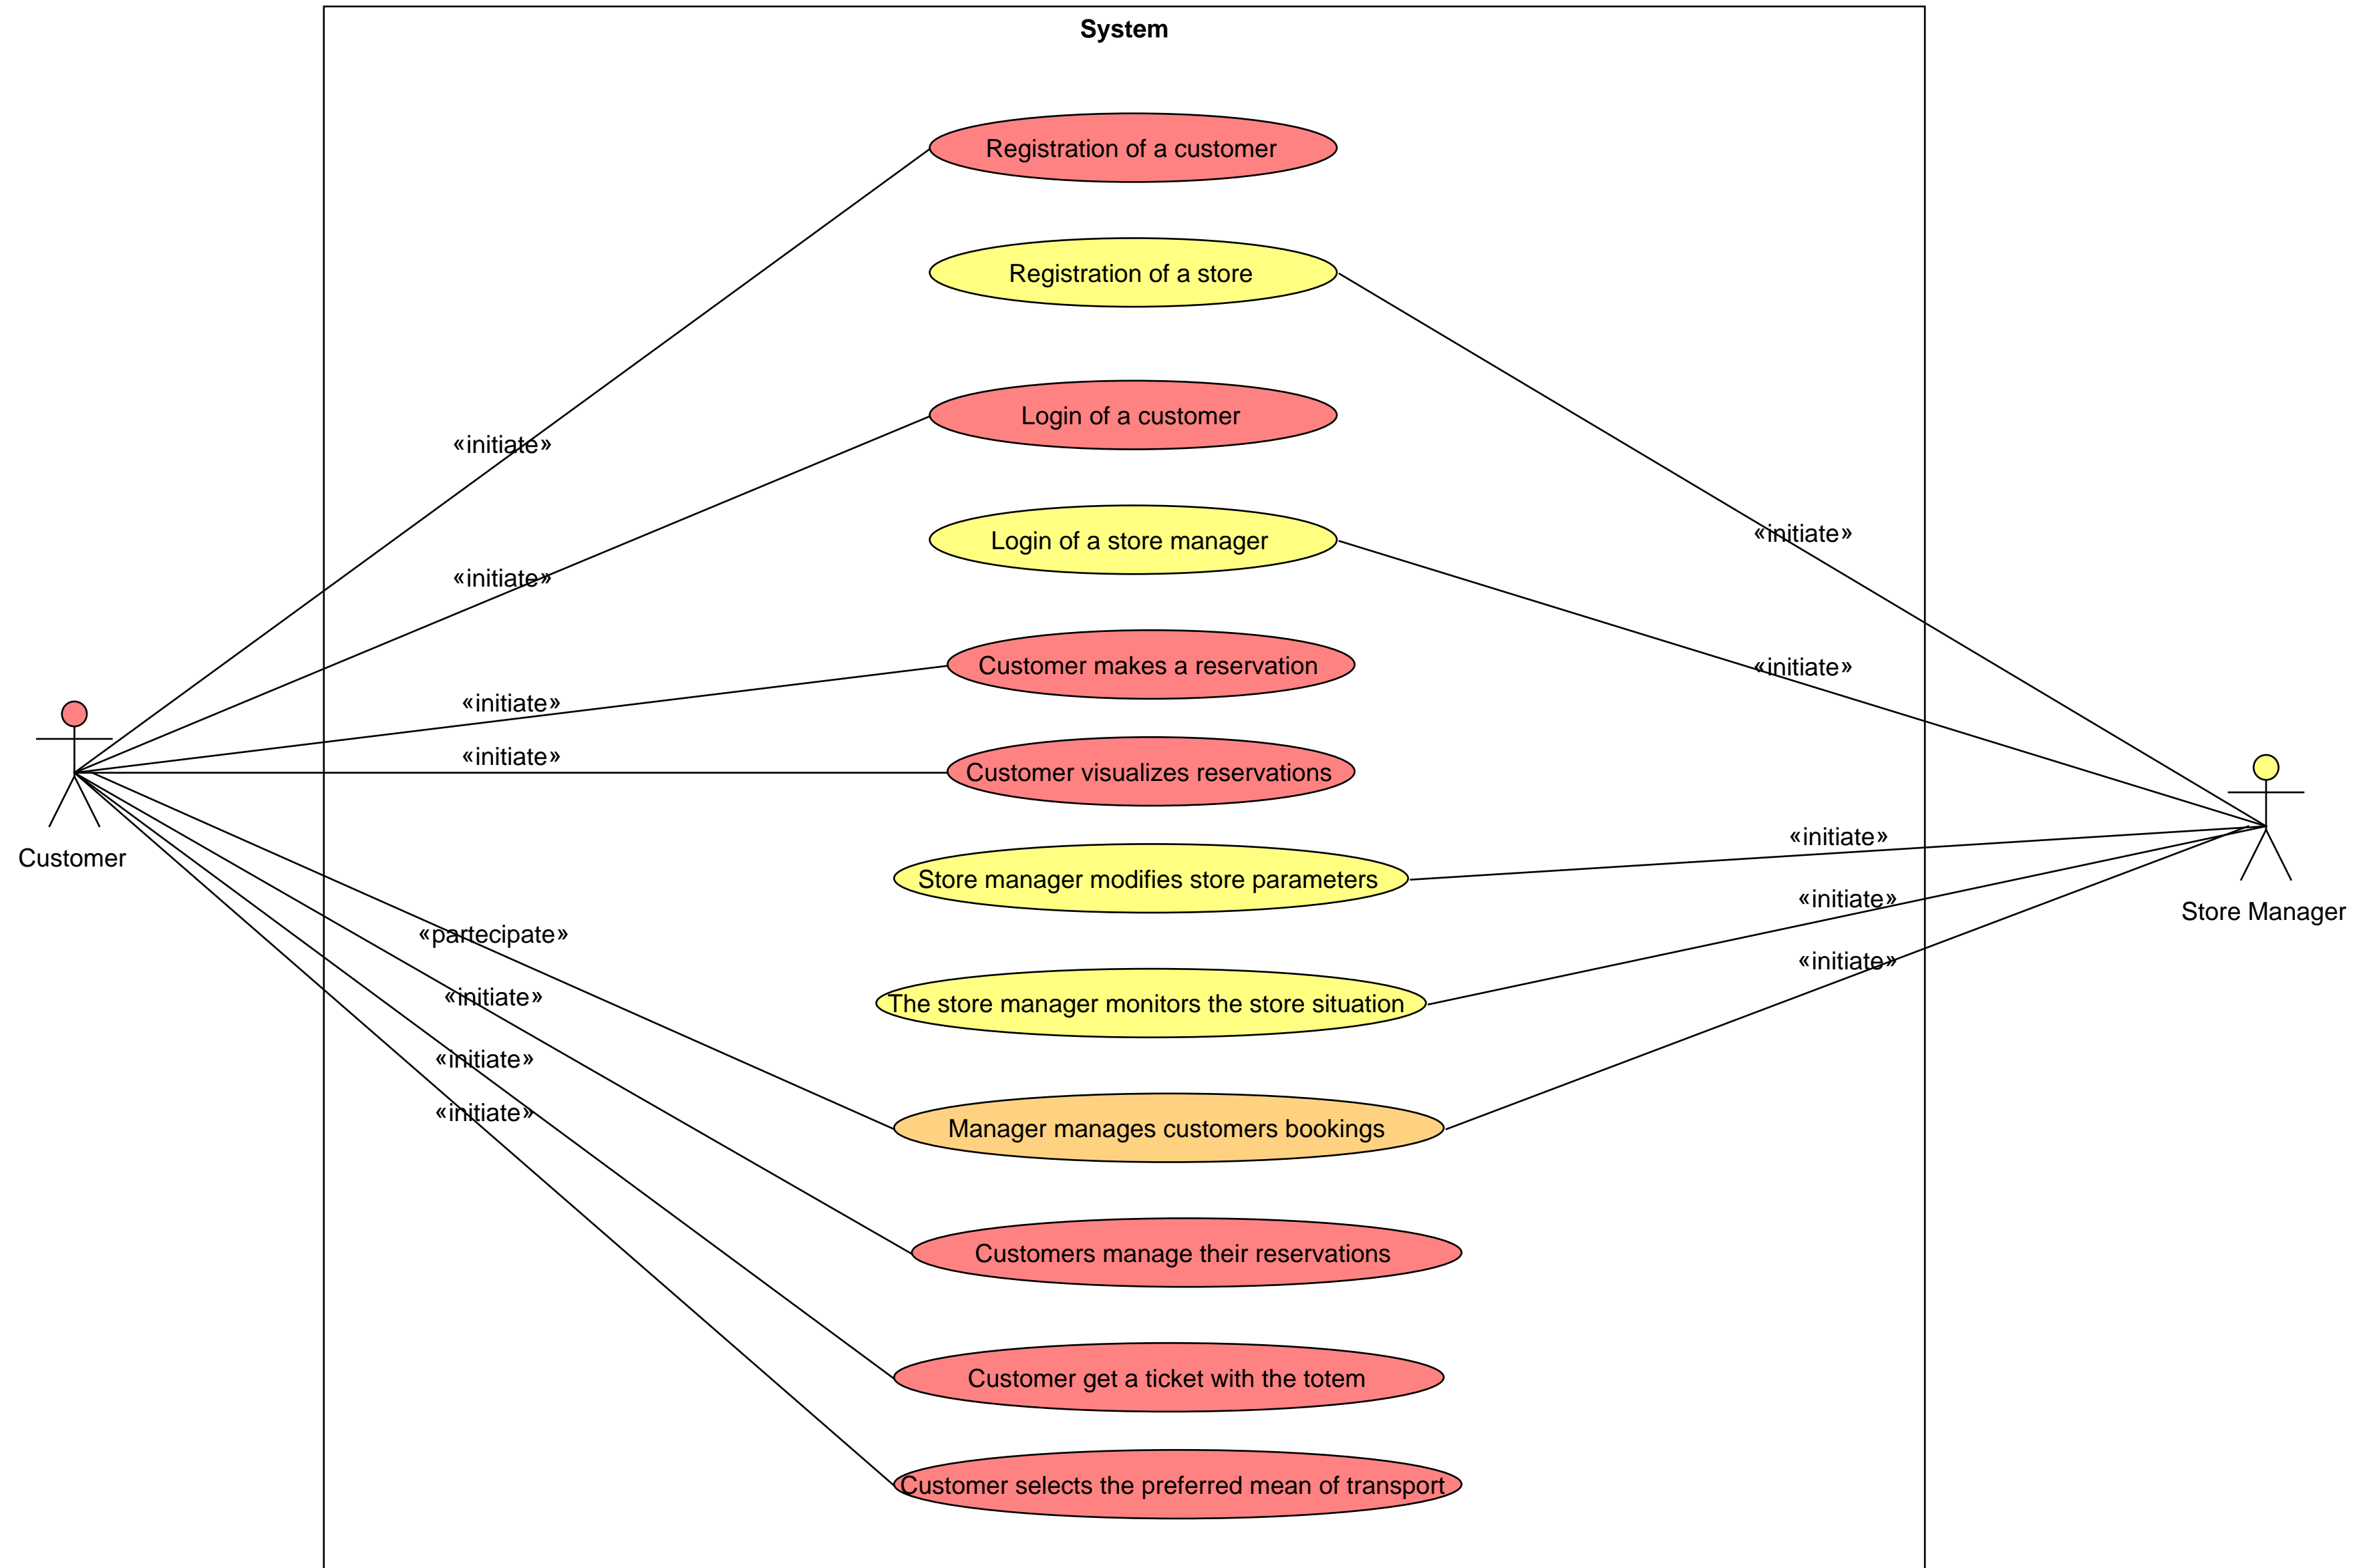 System
Registration of a customer
Registration of a store
Login of a customer
«initiate»
Login of a store manager
«initiate»
«initiate»
Customer makes a reservation
«initiate»
«initiate»
Customer visualizes reservations
«initiate»
«initiate»
Customer
Store manager modifies store parameters
«initiate»
Store Manager
«partecipate»
«initiate»
The store manager monitors the store situation
«initiate»
«initiate»
«initiate»
Manager manages customers bookings
Customers manage their reservations
Customer get a ticket with the totem
Customer selects the preferred mean of transport